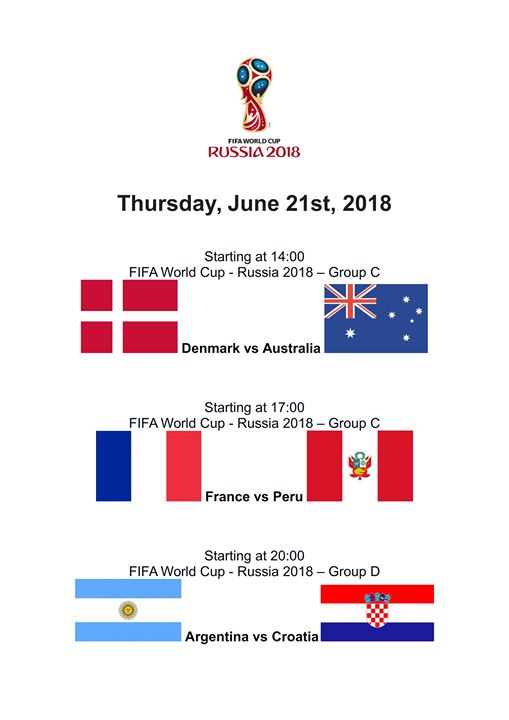 FIFA WORLD CUP
RUSSIA 2018
Thursday, June 21st, 2018
Starting at 14:00
FIFA World Cup - Russia 2018 – Group C
Denmark vs Australia
Starting at 17:00
FIFA World Cup - Russia 2018 – Group C
France vs Peru
Starting at 20:00
FIFA World Cup - Russia 2018 – Group D
Argentina vs Croatia